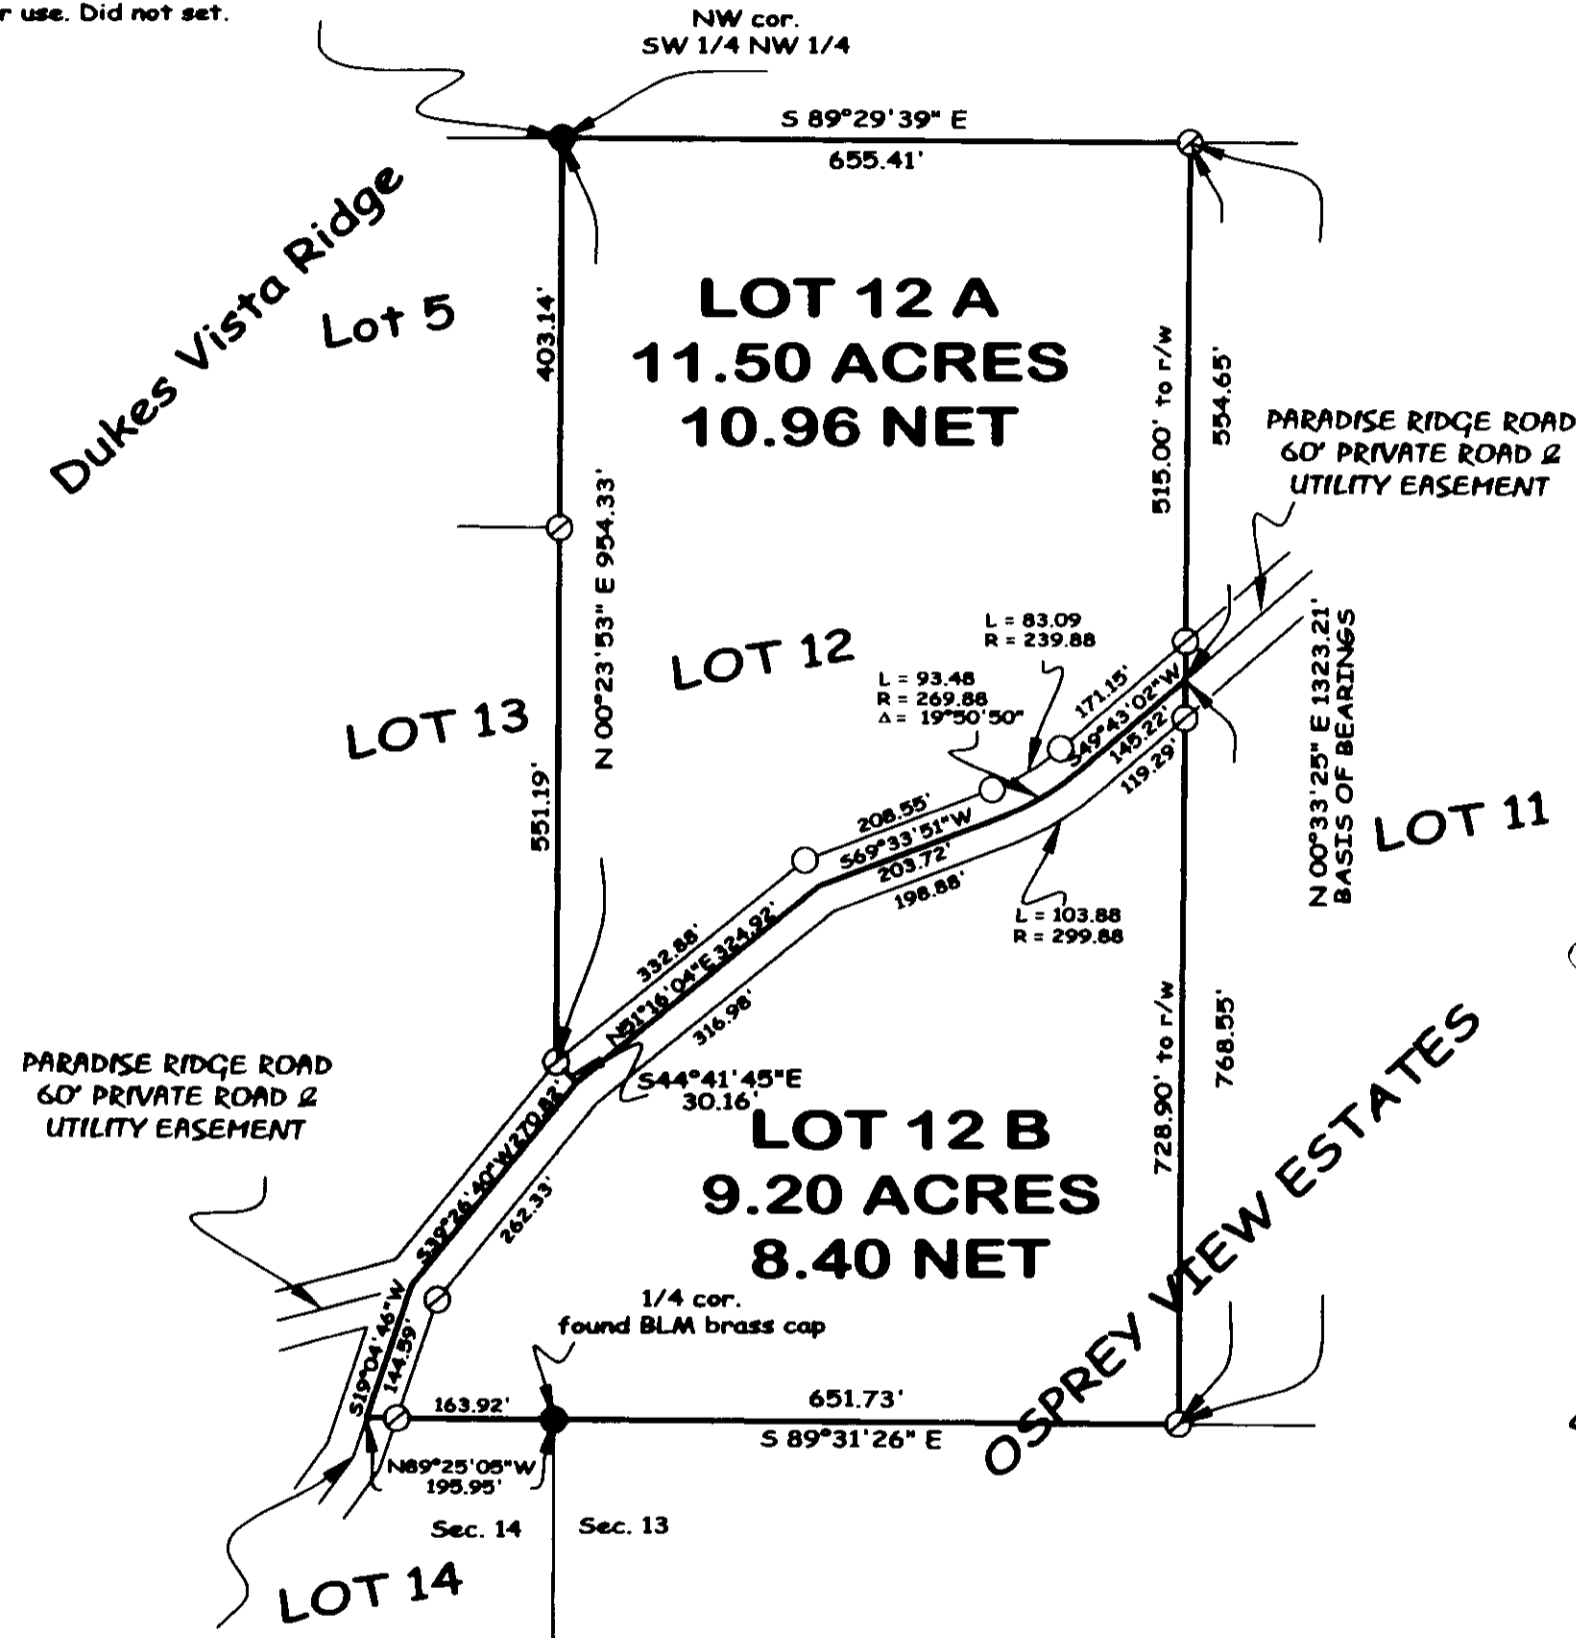 r use. Did not set.
NW cor.
SW 1/4 NW 1/4
S 89°29'39" E
655.41'
Dukes Vista Ridge
Lot 5
403.14'
LOT 12 A
11.50 ACRES
10.96 NET
515.00' to r/w
554.65'
PARADISE RIDGE ROAD
60' PRIVATE ROAD &
UTILITY EASEMENT
N 00°23'53" E 954.33'
LOT 13
551.19'
LOT 12
L = 83.09
R = 239.88
L = 93.48
R = 269.88
Δ = 19°50'50"
171.15'
S49°43'02"W
145.22'
119.29'
N 00°33'25" E 1323.21'
BASIS OF BEARINGS
LOT 11
208.55'
S69°33'51"W
203.72'
198.88'
L = 103.88
R = 299.88
332.88'
N51°16'04"E 324.92'
316.98'
S44°41'45"E
30.16'
PARADISE RIDGE ROAD
60' PRIVATE ROAD &
UTILITY EASEMENT
S39°26'40"W 270.82'
262.33'
LOT 12 B
9.20 ACRES
8.40 NET
728.90' to r/w
768.55'
OSPREY VIEW ESTATES
1/4 cor.
found BLM brass cap
S19°04'46"W
144.59'
163.92'
651.73'
S 89°31'26" E
N89°25'05"W
195.95'
Sec. 14
Sec. 13
LOT 14